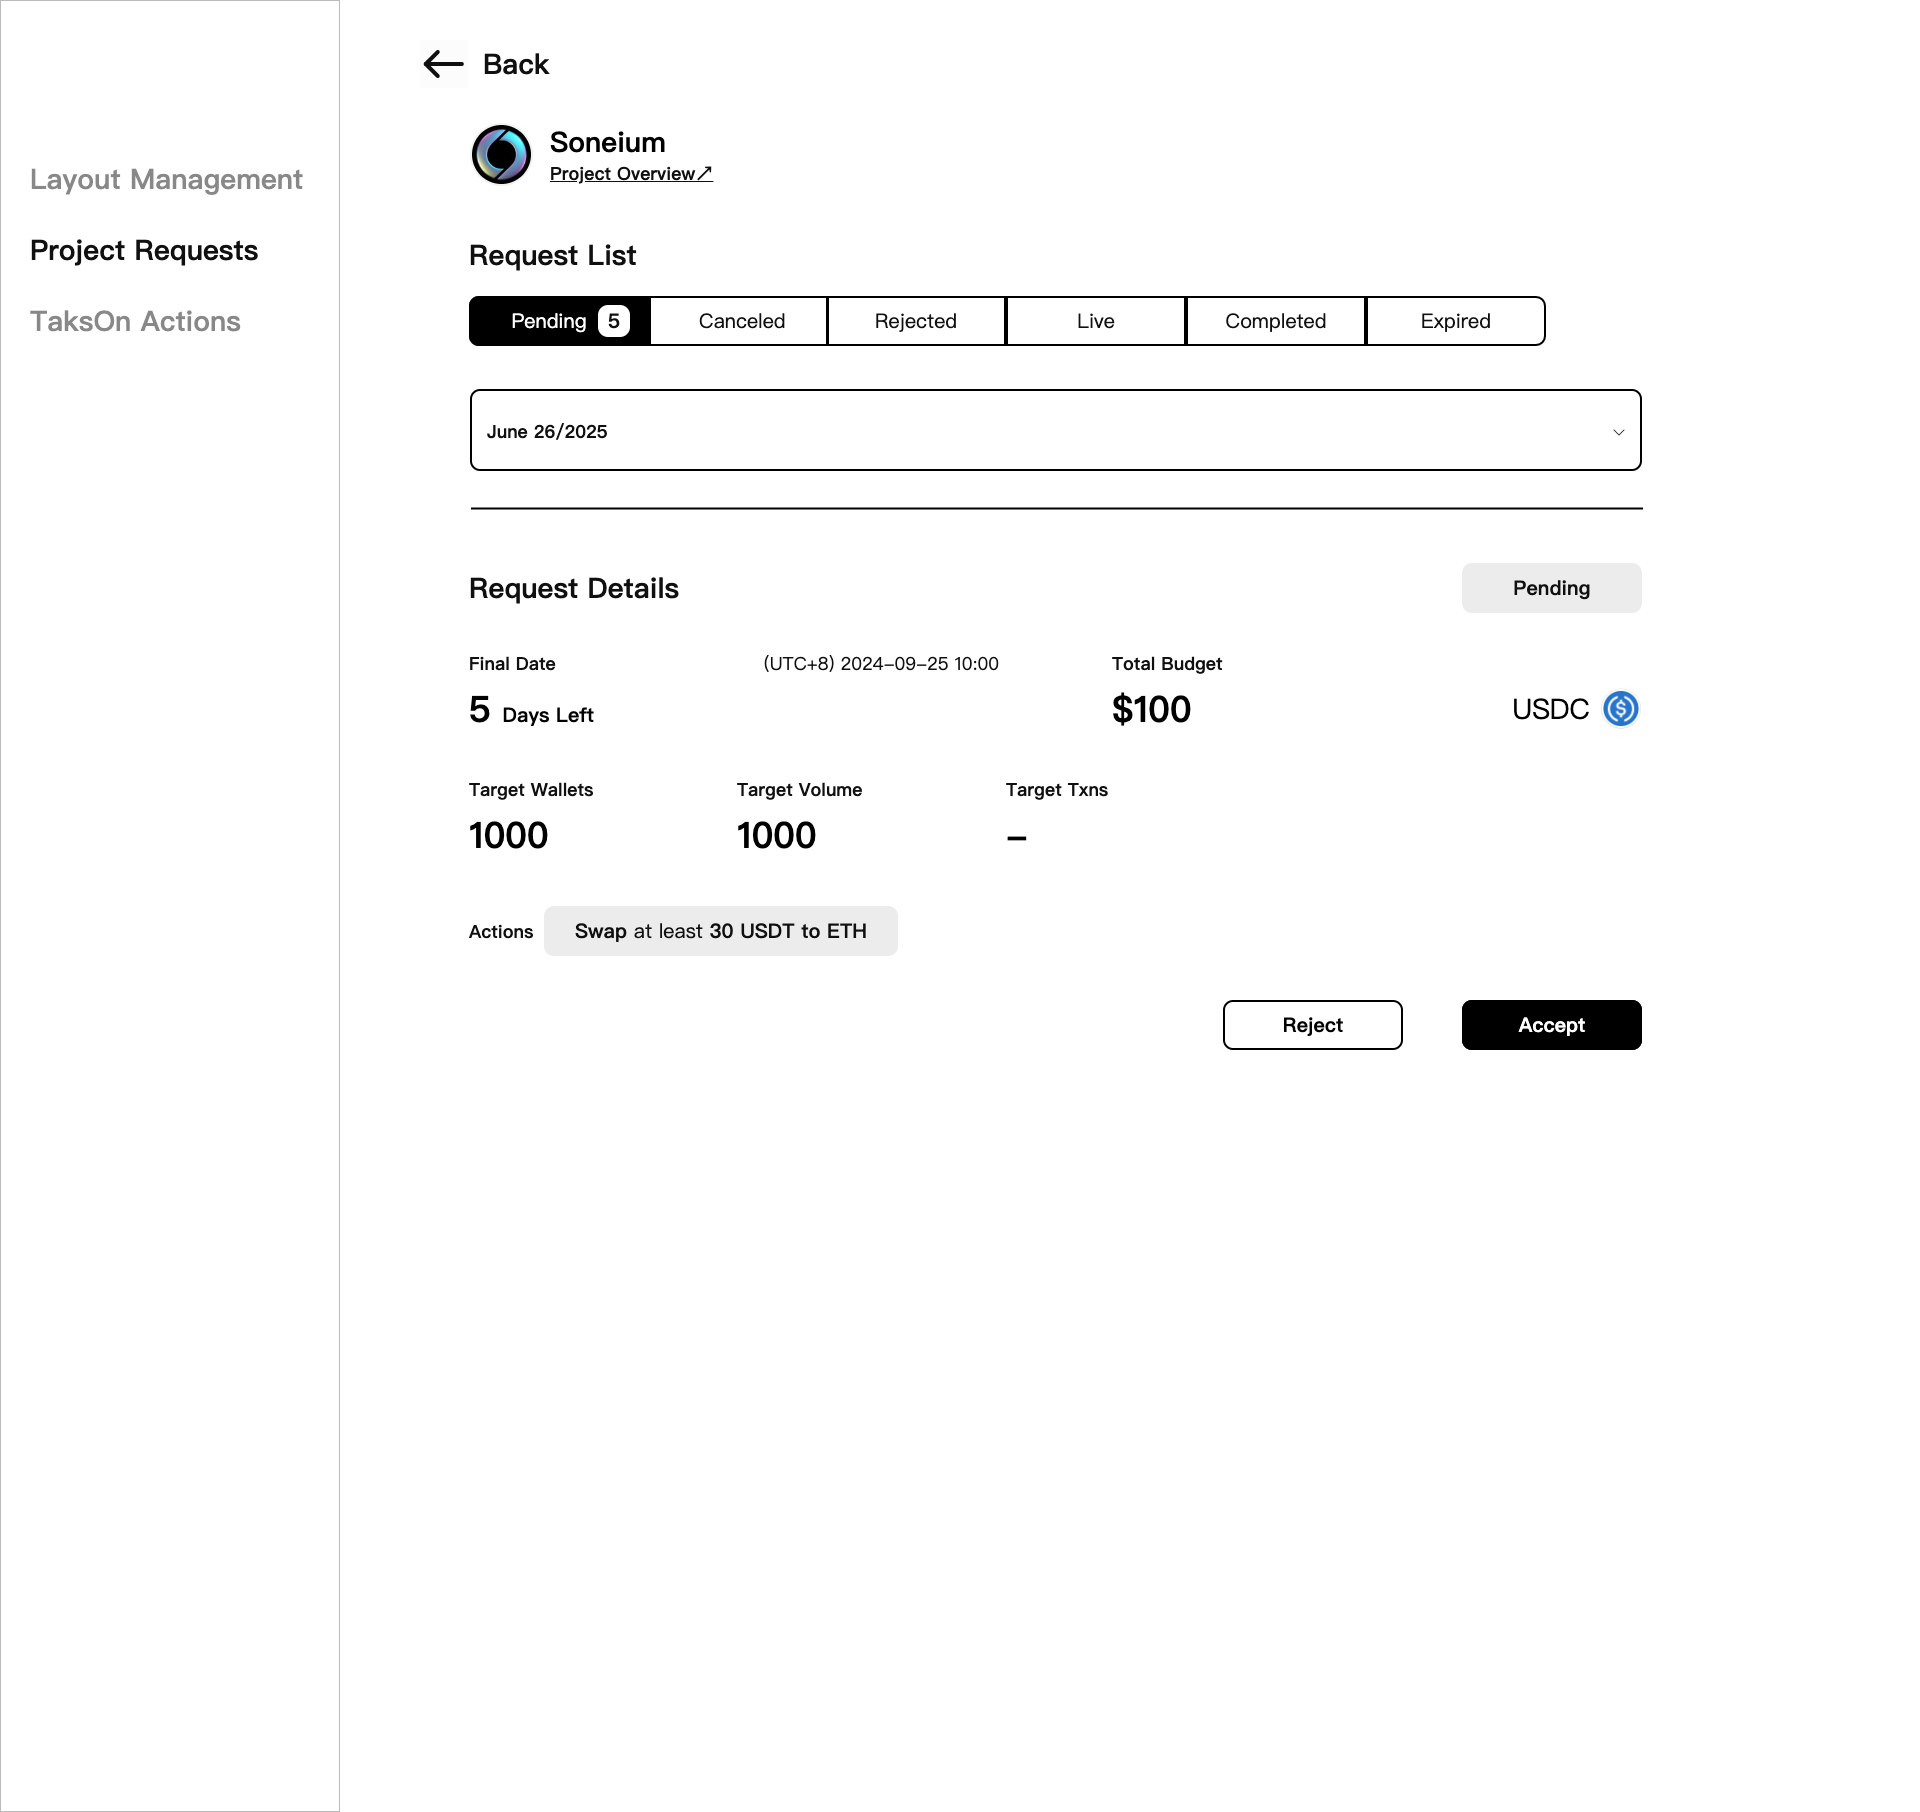 Layout Management
Project Requests
TaksOn Actions
Back
Soneium
Project Overview↗
Request List
Pending 5 Canceled Rejected Live Completed Expired
June 26/2025
Request Details Pending
Final Date (UTC+8) 2024–09–25 10:00 Total Budget
5 Days Left $100 USDC
Target Wallets Target Volume Target Txns
1000 1000 –
Actions Swap at least 30 USDT to ETH
Reject Accept